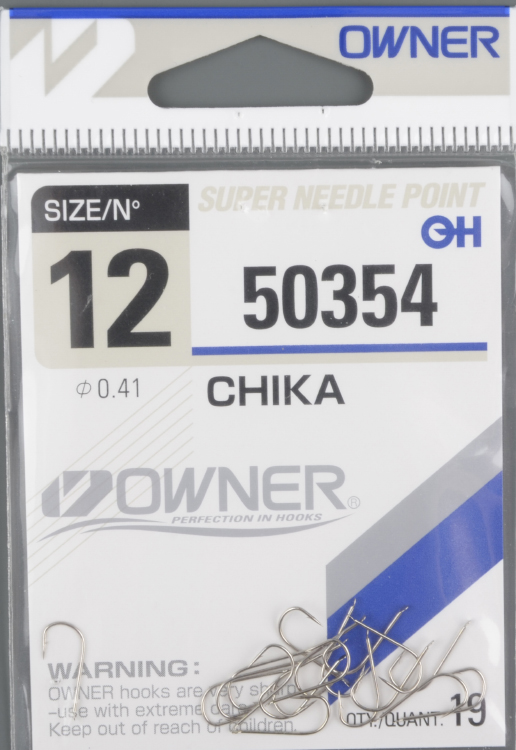 OWNER
SIZE/N°
SUPER NEEDLE POINT
12
50354
⌀ 0.41
CHIKA
OWNER®
PERFECTION IN HOOKS
WARNING:
OWNER hooks are very sharp
-use with extreme
Keep out of reach of children.
QTY./QUANT. 19